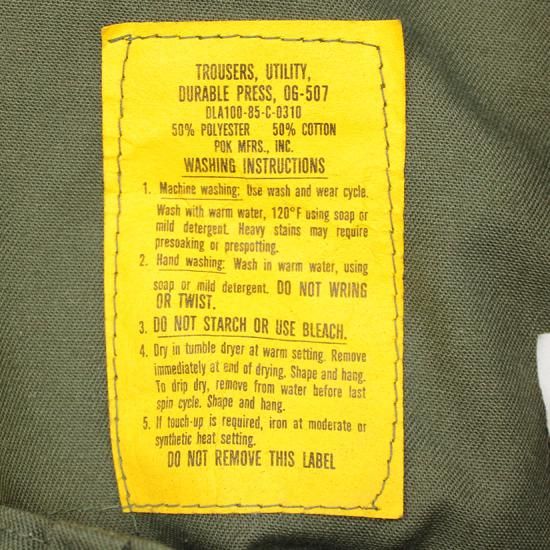 TROUSERS, UTILITY,
DURABLE PRESS, OG-507
DLA100-85-C-0310
50% POLYESTER 50% COTTON
POK MFRS., INC.
WASHING INSTRUCTIONS
1. Machine washing: Use wash and wear cycle.
Wash with warm water, 120°F using soap or
mild detergent. Heavy stains may require
presoaking or prespotting.
2. Hand washing: Wash in warm water, using
soap or mild detergent. DO NOT WRING
OR TWIST.
3. DO NOT STARCH OR USE BLEACH.
4. Dry in tumble dryer at warm setting. Remove
immediately at end of drying. Shape and hang.
To drip dry, remove from water before last
spin cycle. Shape and hang.
5. If touch-up is required, iron at moderate or
synthetic heat setting.
DO NOT REMOVE THIS LABEL